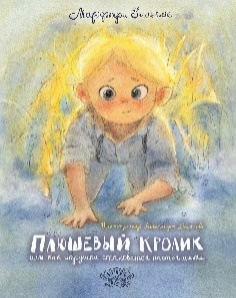 Марджери Уильямс
ПЛЮШЕВЫЙ КРОЛИК
или как игрушки становятся настоящими